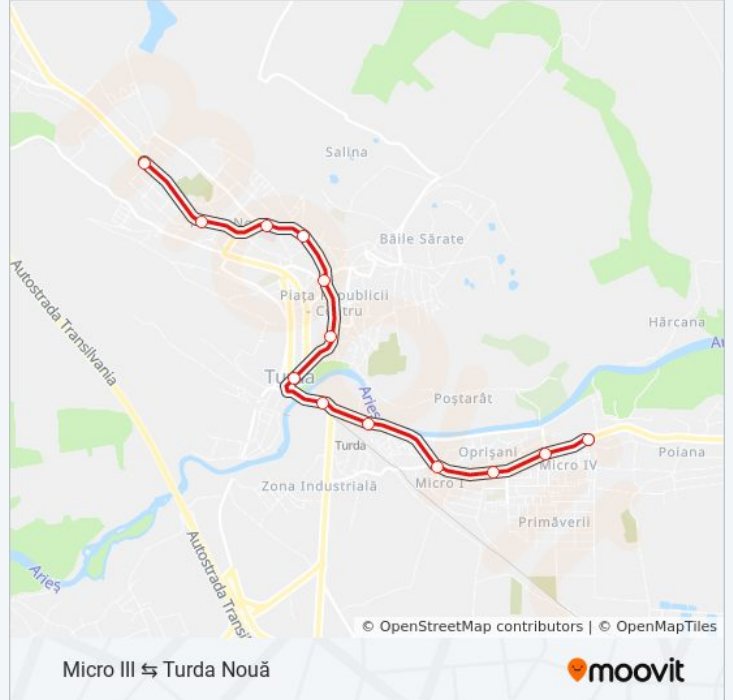 Salina
Băile Sărate
Piața Republicii
- Centru
Autostrada Transilvania
Hărcana
Turda
Arieș
Poștarât
Turda
Oprișani
Micro IV
Poiana
Micro I
Zona Industrială
Primăverii
Autostrada Transil
Arieș
© OpenStreetMap contributors | © OpenMapTiles
Micro III ⇆ Turda Nouă
moovit